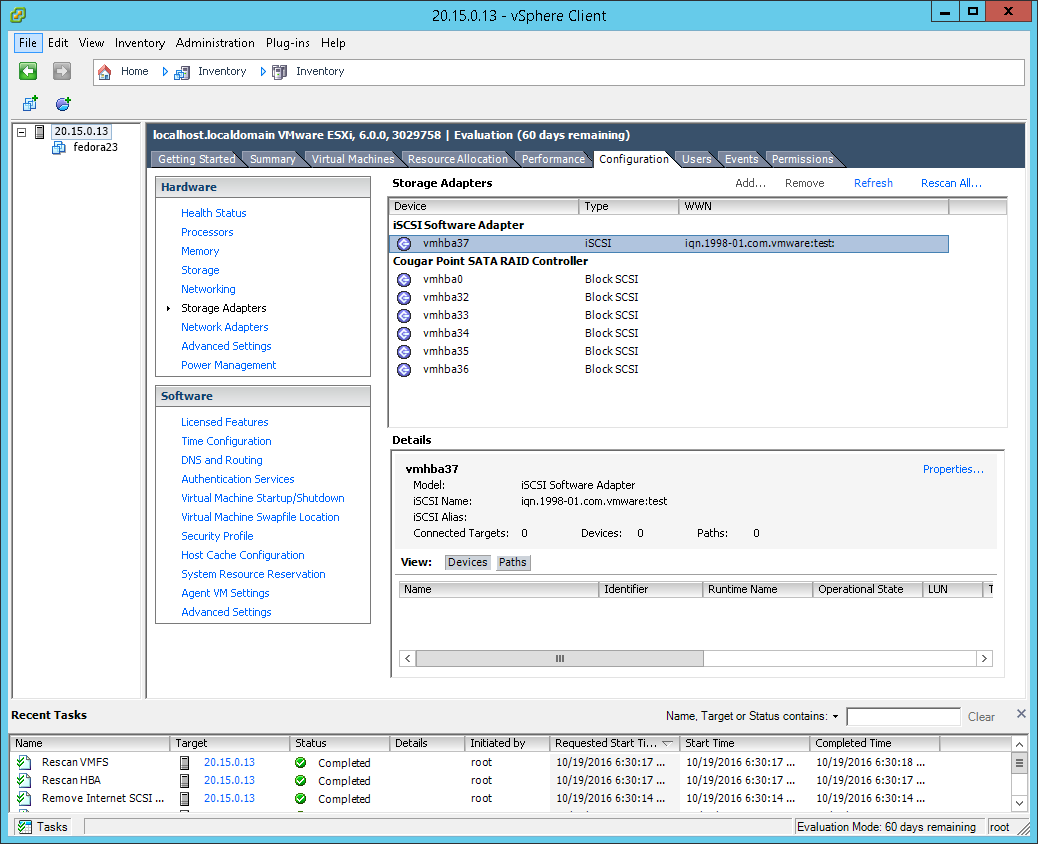 20.15.0.13 - vSphere Client
File Edit View Inventory Administration Plug-ins Help
Home Inventory Inventory
20.15.0.13
fedora23
localhost.localdomain VMware ESXi, 6.0.0, 3029758 | Evaluation (60 days remaining)
Getting Started Summary Virtual Machines Resource Allocation Performance Configuration Users Events Permissions
Hardware
Health Status
Processors
Memory
Storage
Networking
Storage Adapters
Network Adapters
Advanced Settings
Power Management
Software
Licensed Features
Time Configuration
DNS and Routing
Authentication Services
Virtual Machine Startup/Shutdown
Virtual Machine Swapfile Location
Security Profile
Host Cache Configuration
System Resource Reservation
Agent VM Settings
Advanced Settings
Storage Adapters Add... Remove Refresh Rescan All...
Device Type WWN
iSCSI Software Adapter
vmhba37 iSCSI iqn.1998-01.com.vmware:test:
Cougar Point SATA RAID Controller
vmhba0 Block SCSI
vmhba32 Block SCSI
vmhba33 Block SCSI
vmhba34 Block SCSI
vmhba35 Block SCSI
vmhba36 Block SCSI
Details
vmhba37 Properties...
Model: iSCSI Software Adapter
iSCSI Name: iqn.1998-01.com.vmware:test
iSCSI Alias:
Connected Targets: 0 Devices: 0 Paths: 0
View: Devices Paths
Name Identifier Runtime Name Operational State LUN T
Recent Tasks Name, Target or Status contains: Clear
Name Target Status Details Initiated by Requested Start Ti... Start Time Completed Time
Rescan VMFS 20.15.0.13 Completed root 10/19/2016 6:30:17 ... 10/19/2016 6:30:17 ... 10/19/2016 6:30:18 ...
Rescan HBA 20.15.0.13 Completed root 10/19/2016 6:30:17 ... 10/19/2016 6:30:17 ... 10/19/2016 6:30:17 ...
Remove Internet SCSI ... 20.15.0.13 Completed root 10/19/2016 6:30:14 ... 10/19/2016 6:30:14 ... 10/19/2016 6:30:14 ...
Tasks Evaluation Mode: 60 days remaining root